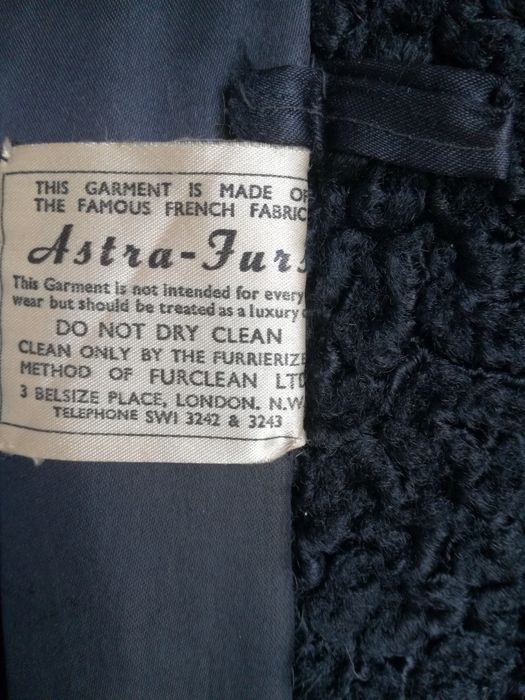 THIS GARMENT IS MADE OF
THE FAMOUS FRENCH FABRIC
Astra-Furs
This Garment is not intended for every
wear but should be treated as a luxury
DO NOT DRY CLEAN
CLEAN ONLY BY THE FURRIERIZE
METHOD OF FURCLEAN LTD
3 BELSIZE PLACE, LONDON. N.W.
TELEPHONE SWI 3242 & 3243